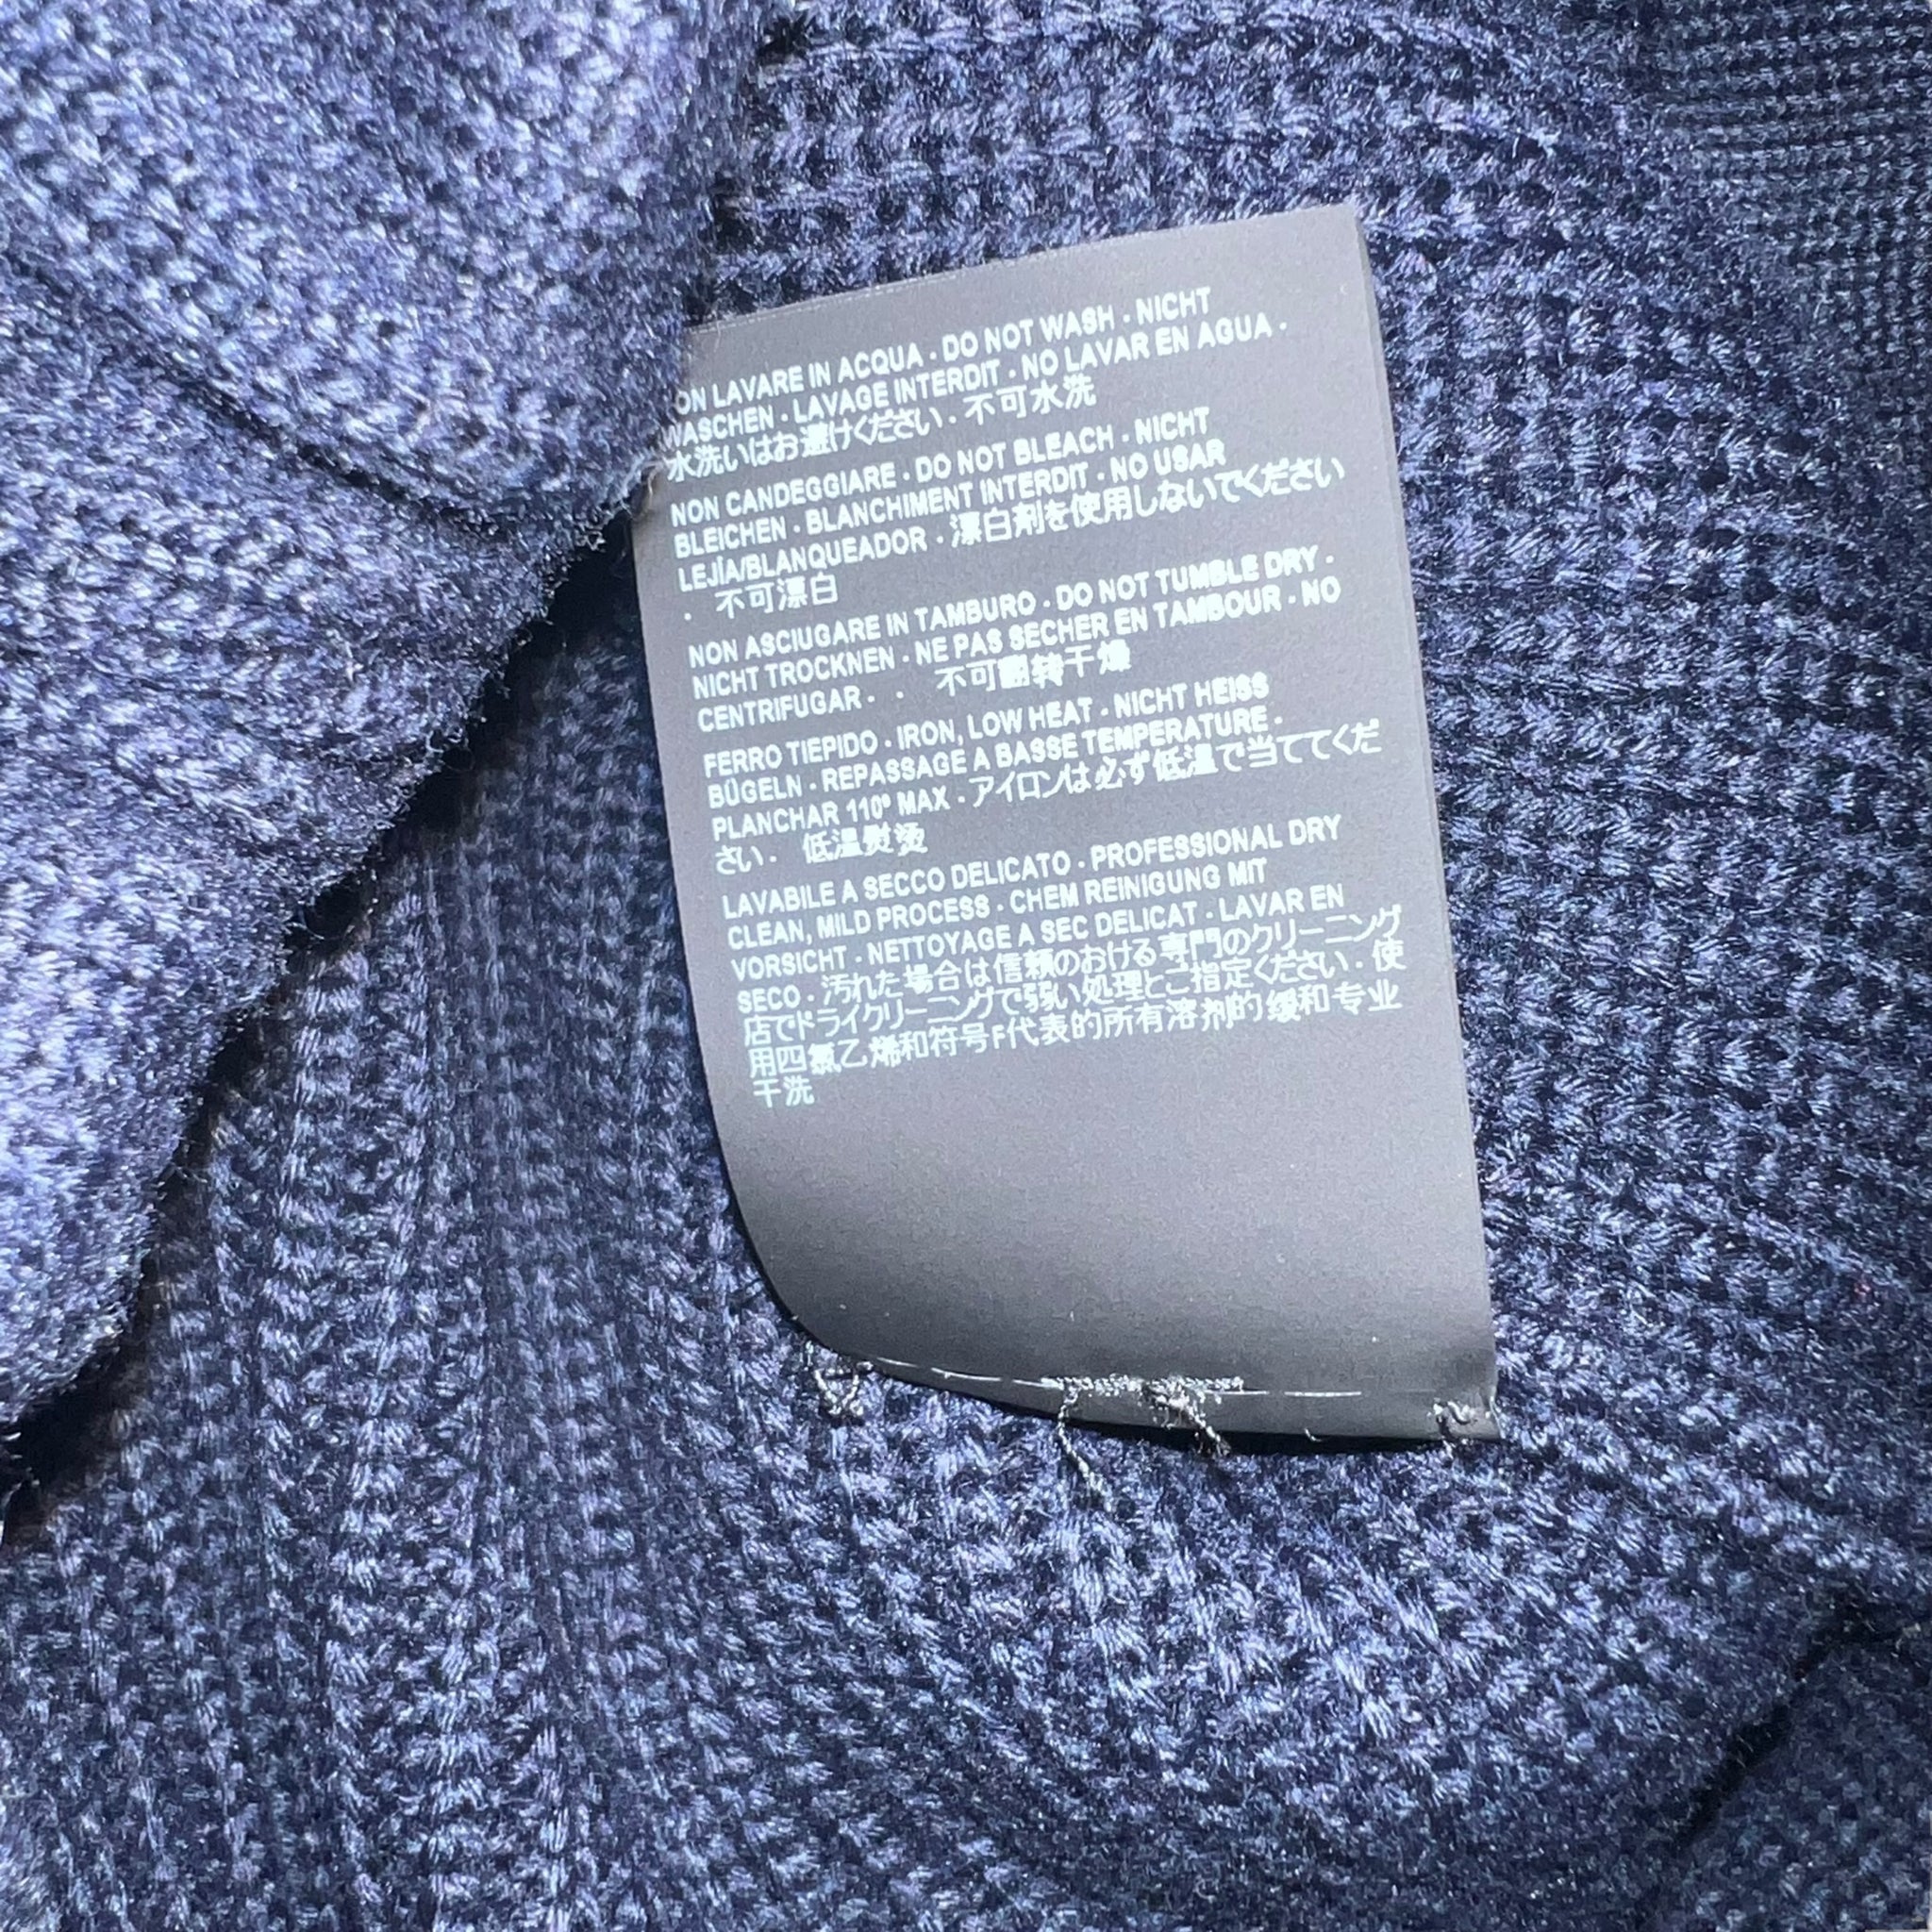 ON LAVARE IN ACQUA · DO NOT WASH · NICHT
WASCHEN · LAVAGE INTERDIT · NO LAVAR EN AGUA ·
水洗いはお避けください · 不可水洗
NON CANDEGGIARE · DO NOT BLEACH · NICHT
BLEICHEN · BLANCHIMENT INTERDIT · NO USAR
LEJÍA/BLANQUEADOR · 漂白剤を使用しないでください
· 不可漂白
NON ASCIUGARE IN TAMBURO · DO NOT TUMBLE DRY ·
NICHT TROCKNEN · NE PAS SECHER EN TAMBOUR · NO
CENTRIFUGAR · · 不可翻转干燥
FERRO TIEPIDO · IRON, LOW HEAT · NICHT HEISS
BÜGELN · REPASSAGE A BASSE TEMPERATURE ·
PLANCHAR 110° MAX · アイロンは必ず低温で当ててくだ
さい · 低温熨烫
LAVABILE A SECCO DELICATO · PROFESSIONAL DRY
CLEAN, MILD PROCESS · CHEM REINIGUNG MIT
VORSICHT · NETTOYAGE A SEC DELICAT · LAVAR EN
SECO · 汚れた場合は信頼のおける専門のクリーニング
店でドライクリーニングで弱い処理とご指定ください · 使
用四氯乙烯和符号F代表的所有溶剂的缓和专业
干洗